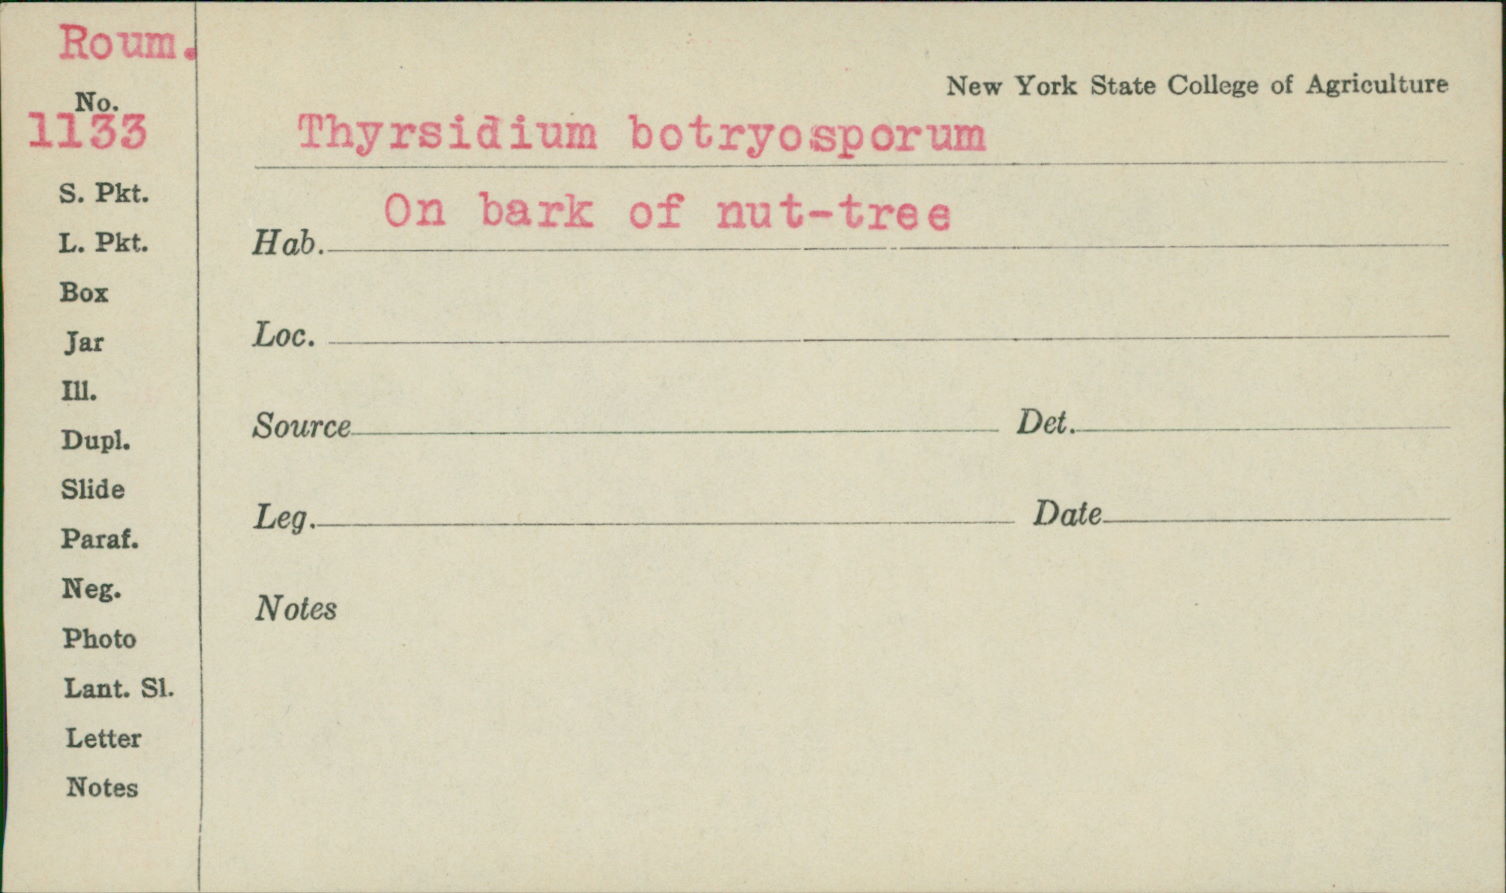 Roum.
New York State College of Agriculture
No.
1133
Thyrsidium botryosporum
S. Pkt.
On bark of nut-tree
Hab.
L. Pkt.
Box
Loc.
Jar
Ill.
Source Det.
Dupl.
Slide
Leg. Date
Paraf.
Neg.
Notes
Photo
Lant. Sl.
Letter
Notes